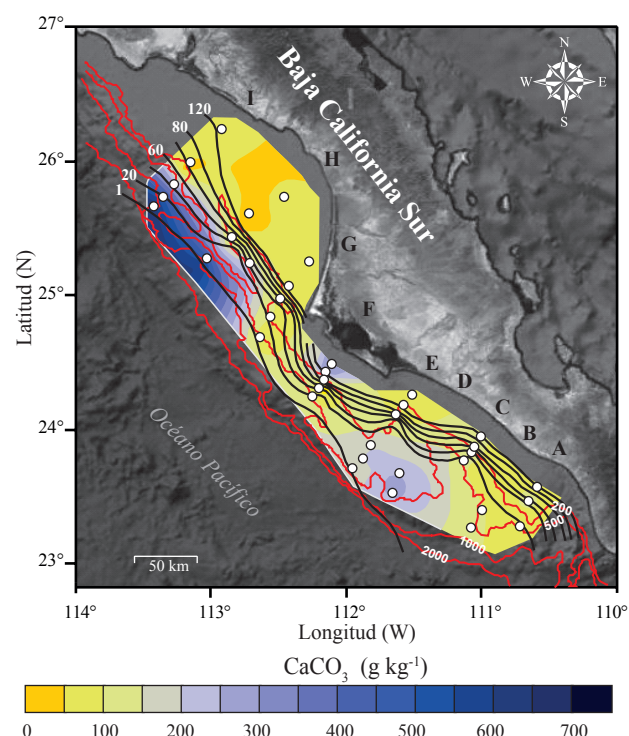 27°
26°
25°
24°
23°
Latitud (N)
Baja California Sur
N
W E
S
120
80
60
20
1
I
H
G
F
E
D
C
B
A
Océano Pacífico
200
500
1000
2000
50 km
114° 113° 112° 111° 110°
Longitud (W)
CaCO₃ (g kg⁻¹)
0 100 200 300 400 500 600 700